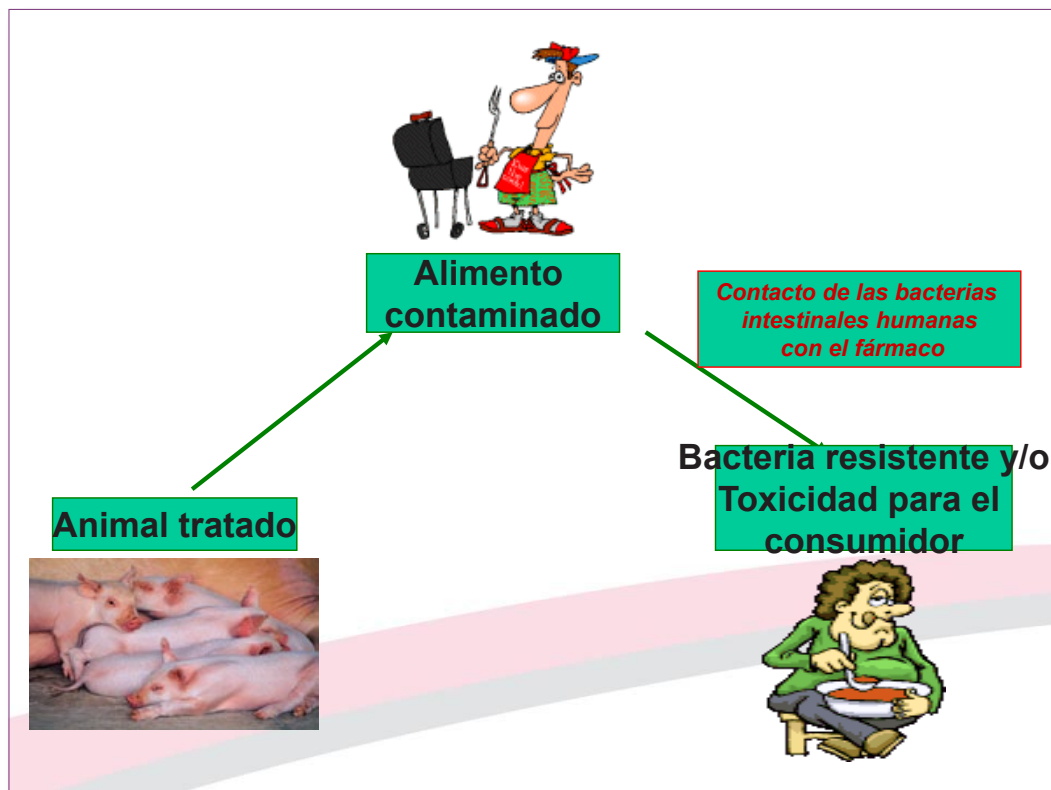 Alimento
contaminado
Contacto de las bacterias
intestinales humanas
con el fármaco
Bacteria resistente y/o
Toxicidad para el
consumidor
Animal tratado